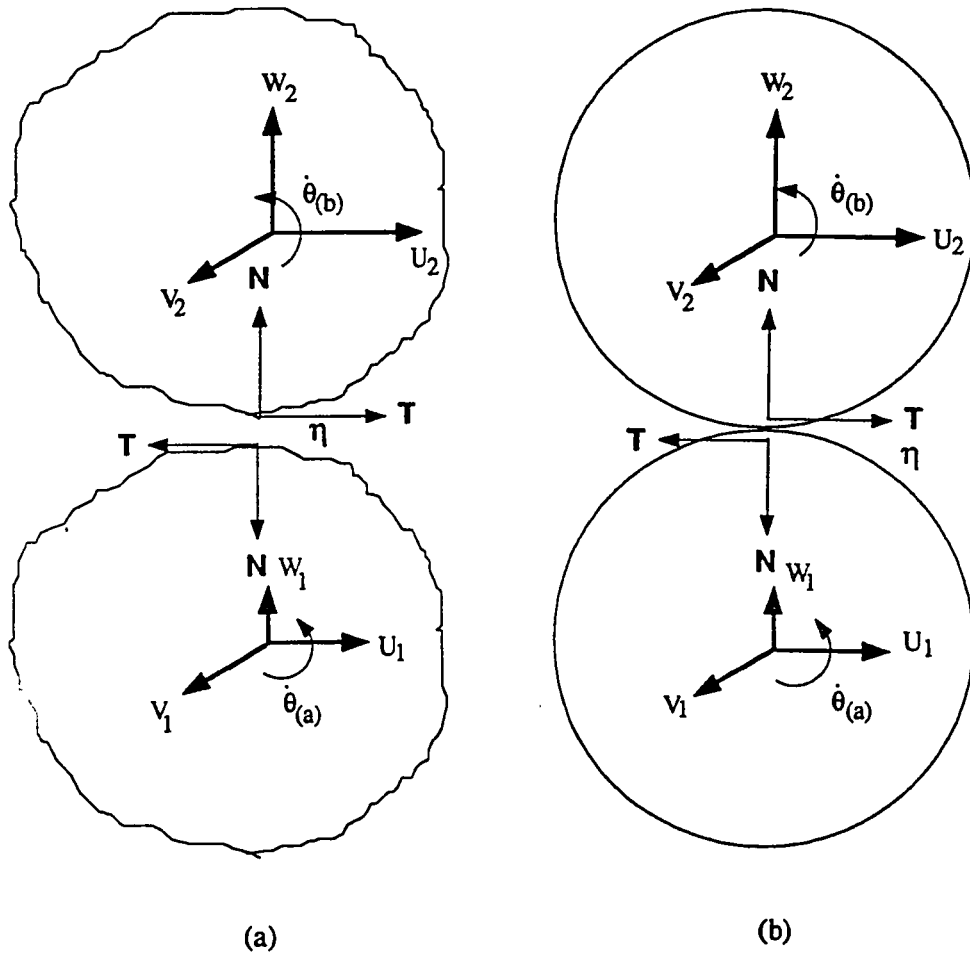 W₂
θ̇(b)
U₂
V₂
N
T
η
T
N W₁
U₁
V₁
θ̇(a)
(a)
W₂
θ̇(b)
U₂
V₂
N
T
T
η
N W₁
U₁
V₁
θ̇(a)
(b)